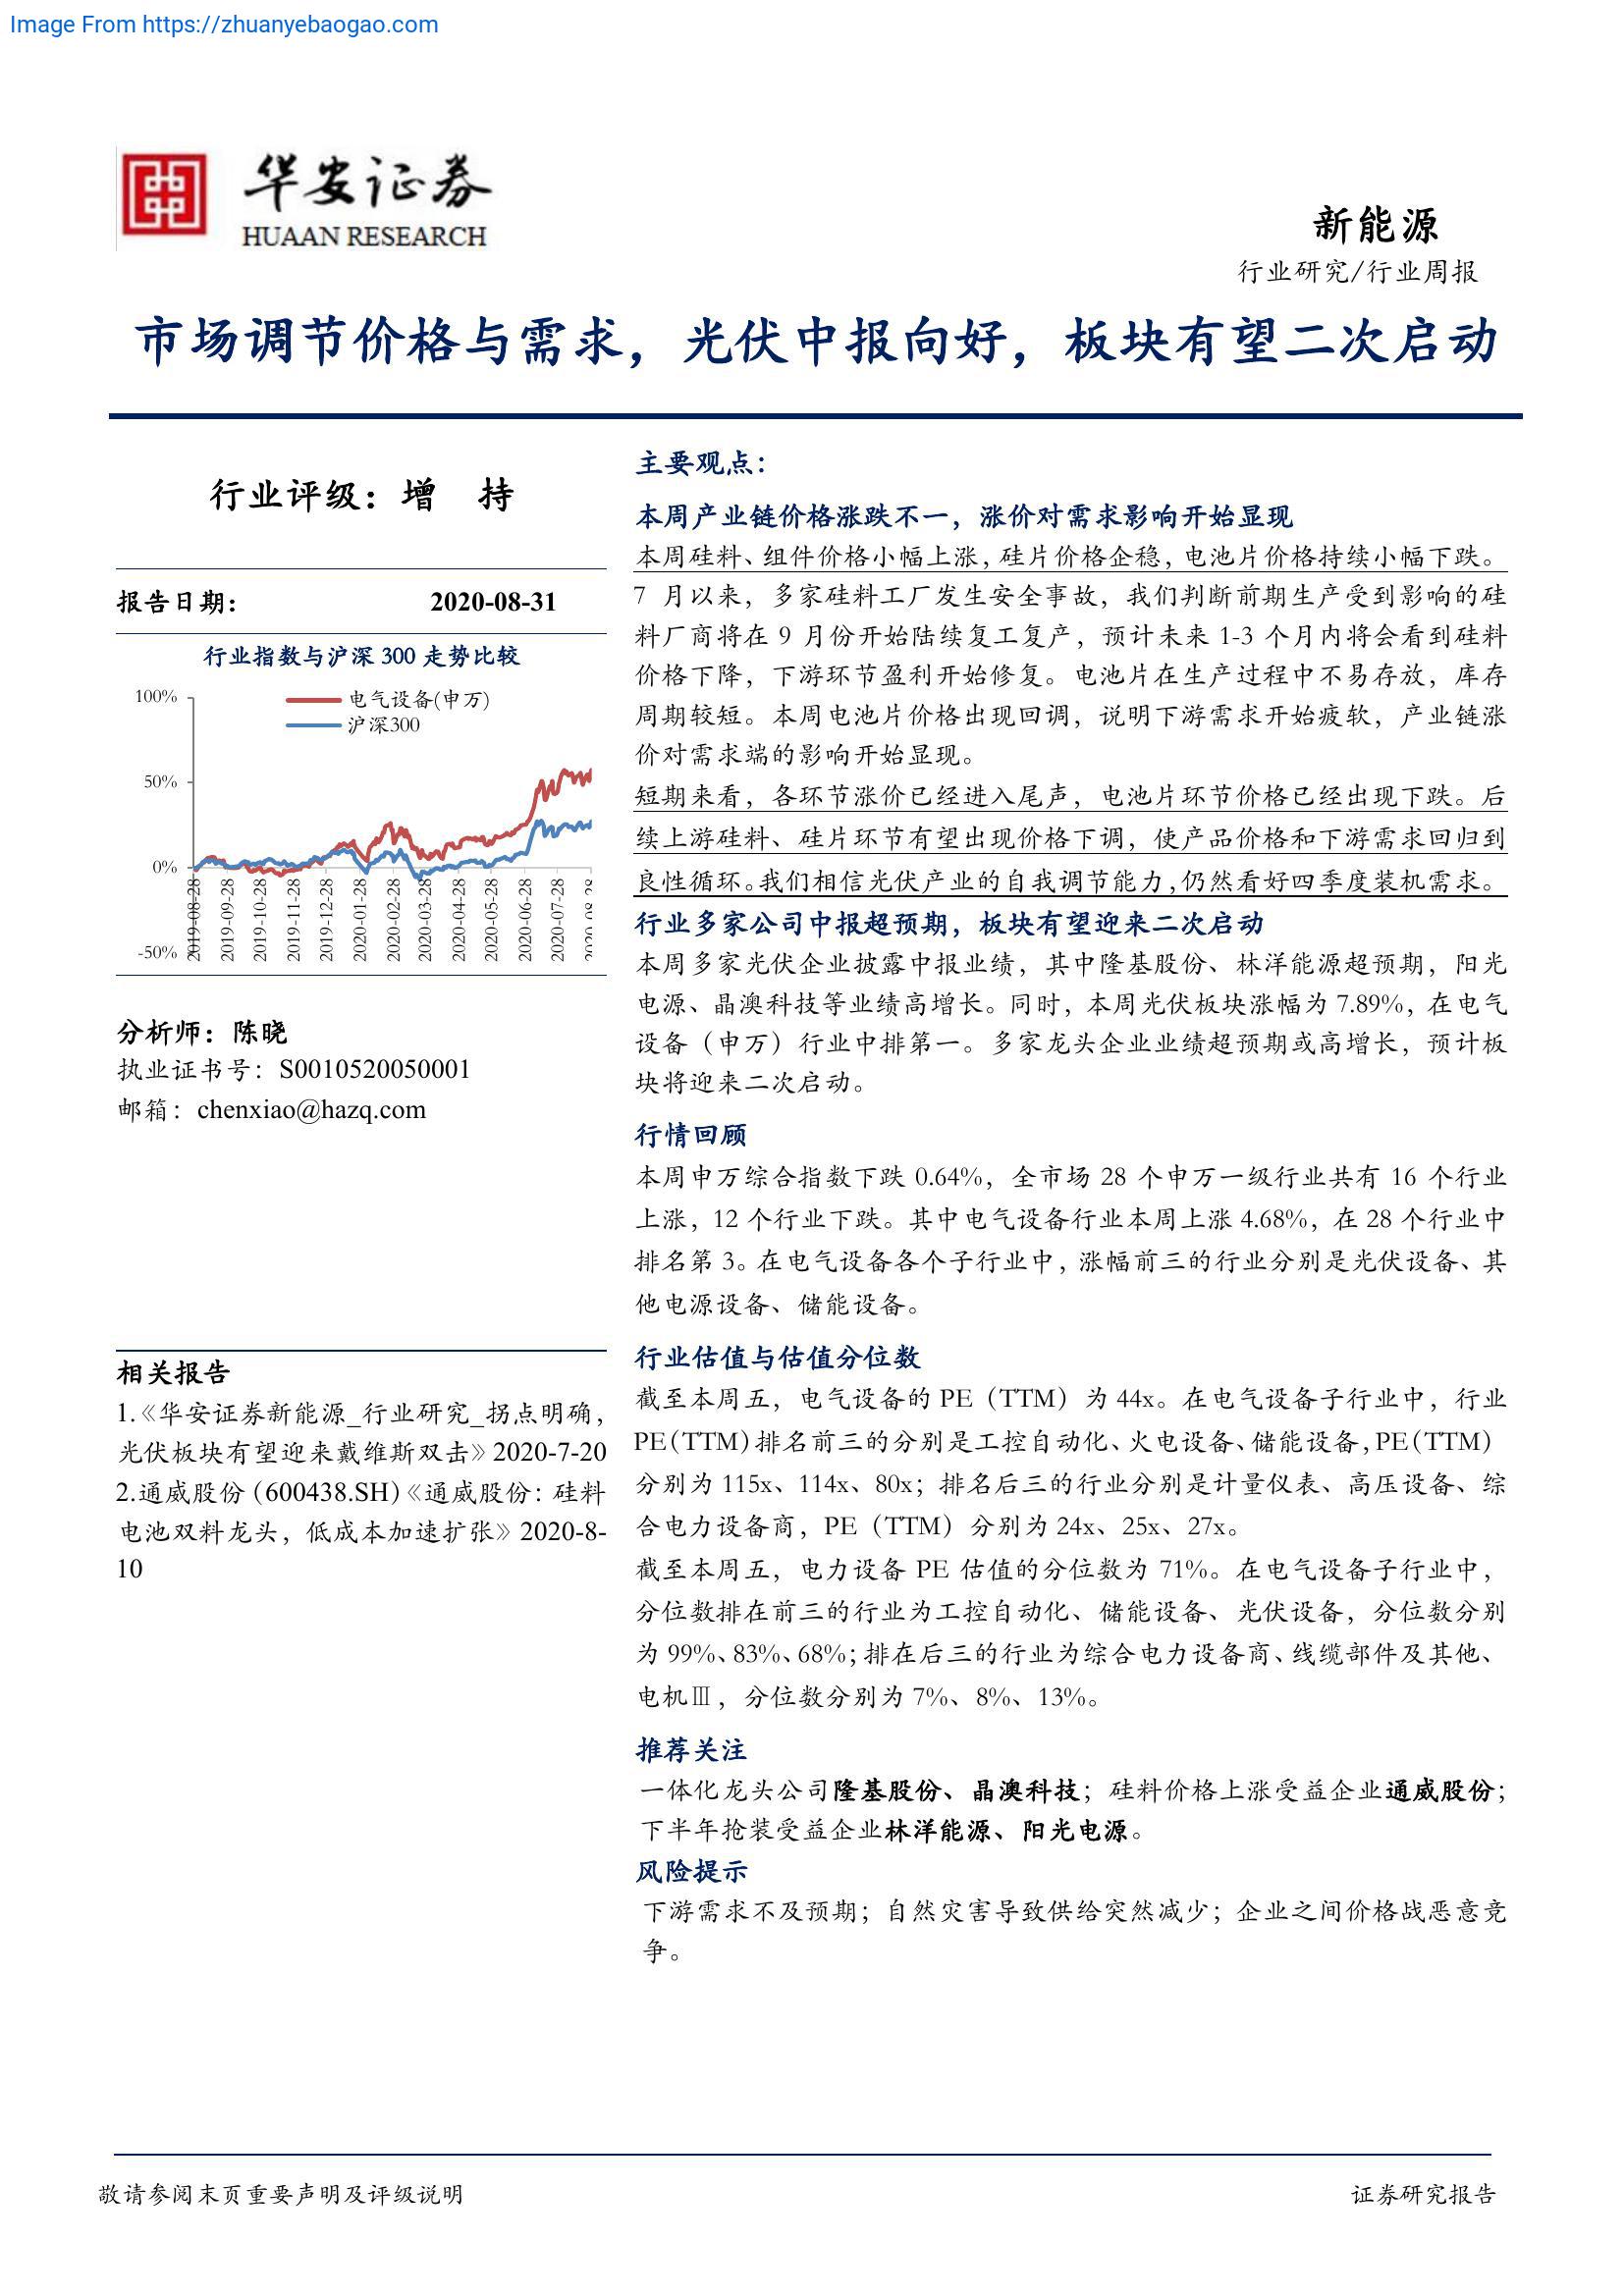 Image From https://zhuanyebaogao.com
华安证券
HUAAN RESEARCH
新能源
行业研究/行业周报
市场调节价格与需求，光伏中报向好，板块有望二次启动
行业评级：增 持
报告日期： 2020-08-31
行业指数与沪深 300 走势比较
100%
50%
0%
-50%
电气设备(申万)
沪深300
2019-08-28
2019-09-28
2019-10-28
2019-11-28
2019-12-28
2020-01-28
2020-02-28
2020-03-28
2020-04-28
2020-05-28
2020-06-28
2020-07-28
分析师：陈晓
执业证书号：S0010520050001
邮箱：chenxiao@hazq.com
相关报告
1.《华安证券新能源_行业研究_拐点明确，
光伏板块有望迎来戴维斯双击》2020-7-20
2.通威股份（600438.SH）《通威股份：硅料
电池双料龙头，低成本加速扩张》2020-8-
10
主要观点：
本周产业链价格涨跌不一，涨价对需求影响开始显现
本周硅料、组件价格小幅上涨，硅片价格企稳，电池片价格持续小幅下跌。
7 月以来，多家硅料工厂发生安全事故，我们判断前期生产受到影响的硅
料厂商将在 9 月份开始陆续复工复产，预计未来 1-3 个月内将会看到硅料
价格下降，下游环节盈利开始修复。电池片在生产过程中不易存放，库存
周期较短。本周电池片价格出现回调，说明下游需求开始疲软，产业链涨
价对需求端的影响开始显现。
短期来看，各环节涨价已经进入尾声，电池片环节价格已经出现下跌。后
续上游硅料、硅片环节有望出现价格下调，使产品价格和下游需求回归到
良性循环。我们相信光伏产业的自我调节能力，仍然看好四季度装机需求。
行业多家公司中报超预期，板块有望迎来二次启动
本周多家光伏企业披露中报业绩，其中隆基股份、林洋能源超预期，阳光
电源、晶澳科技等业绩高增长。同时，本周光伏板块涨幅为 7.89%，在电气
设备（申万）行业中排第一。多家龙头企业业绩超预期或高增长，预计板
块将迎来二次启动。
行情回顾
本周申万综合指数下跌 0.64%，全市场 28 个申万一级行业共有 16 个行业
上涨，12 个行业下跌。其中电气设备行业本周上涨 4.68%，在 28 个行业中
排名第 3。在电气设备各个子行业中，涨幅前三的行业分别是光伏设备、其
他电源设备、储能设备。
行业估值与估值分位数
截至本周五，电气设备的 PE（TTM）为 44x。在电气设备子行业中，行业
PE（TTM）排名前三的分别是工控自动化、火电设备、储能设备，PE（TTM）
分别为 115x、114x、80x；排名后三的行业分别是计量仪表、高压设备、综
合电力设备商，PE（TTM）分别为 24x、25x、27x。
截至本周五，电力设备 PE 估值的分位数为 71%。在电气设备子行业中，
分位数排在前三的行业为工控自动化、储能设备、光伏设备，分位数分别
为 99%、83%、68%；排在后三的行业为综合电力设备商、线缆部件及其他、
电机Ⅲ，分位数分别为 7%、8%、13%。
推荐关注
一体化龙头公司隆基股份、晶澳科技；硅料价格上涨受益企业通威股份；
下半年抢装受益企业林洋能源、阳光电源。
风险提示
下游需求不及预期；自然灾害导致供给突然减少；企业之间价格战恶意竞
争。
敬请参阅末页重要声明及评级说明
证券研究报告